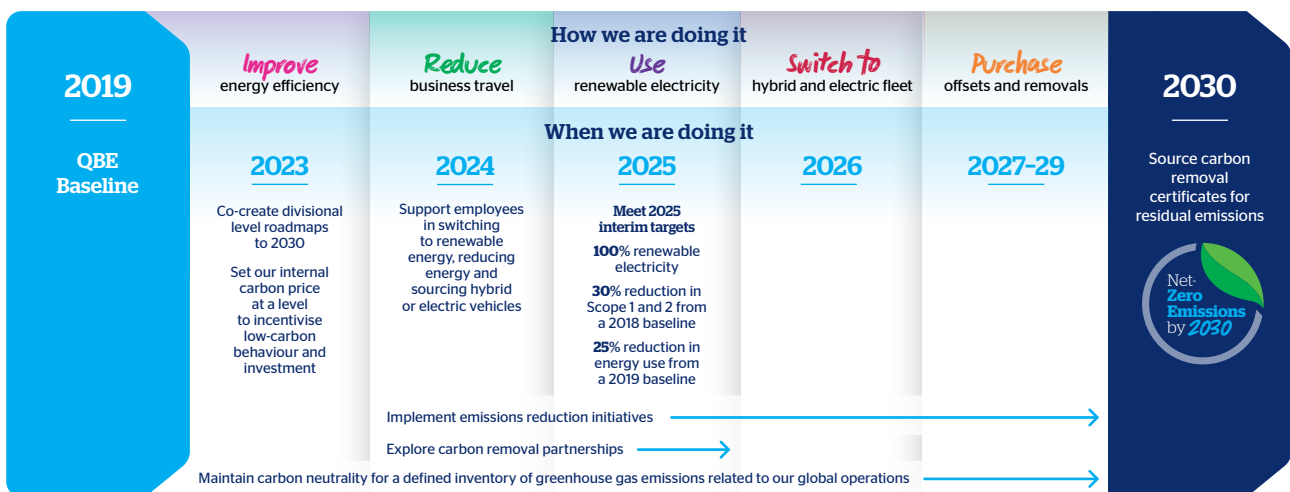 2019
QBE
Baseline
How we are doing it
Improve
energy efficiency
Reduce
business travel
Use
renewable electricity
Switch to
hybrid and electric fleet
Purchase
offsets and removals
When we are doing it
2023
Co-create divisional
level roadmaps
to 2030
Set our internal
carbon price
at a level
to incentivise
low-carbon
behaviour and
investment
2024
Support employees
in switching
to renewable
energy, reducing
energy and
sourcing hybrid
or electric vehicles
2025
Meet 2025
interim targets
100% renewable
electricity
30% reduction in
Scope 1 and 2 from
a 2018 baseline
25% reduction in
energy use from
a 2019 baseline
2026
2027–29
Implement emissions reduction initiatives
Explore carbon removal partnerships
Maintain carbon neutrality for a defined inventory of greenhouse gas emissions related to our global operations
2030
Source carbon
removal
certificates for
residual emissions
Net-
Zero
Emissions
by 2030